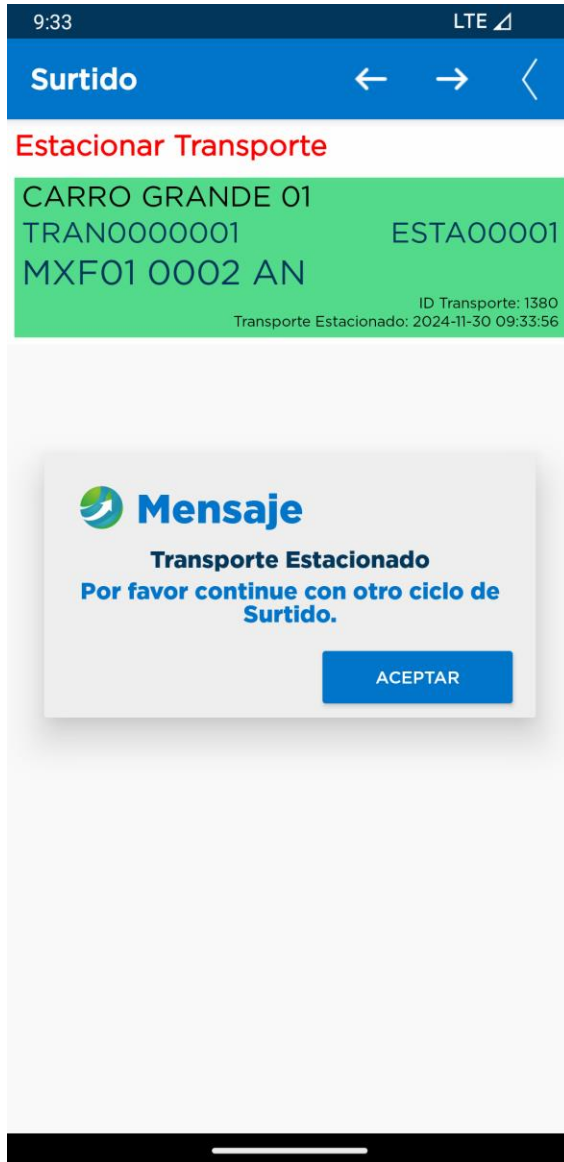 9:33 LTE
Surtido
Estacionar Transporte
CARRO GRANDE 01
TRAN0000001 ESTA00001
MXF01 0002 AN
ID Transporte: 1380
Transporte Estacionado: 2024-11-30 09:33:56
Mensaje
Transporte Estacionado
Por favor continue con otro ciclo de
Surtido.
ACEPTAR